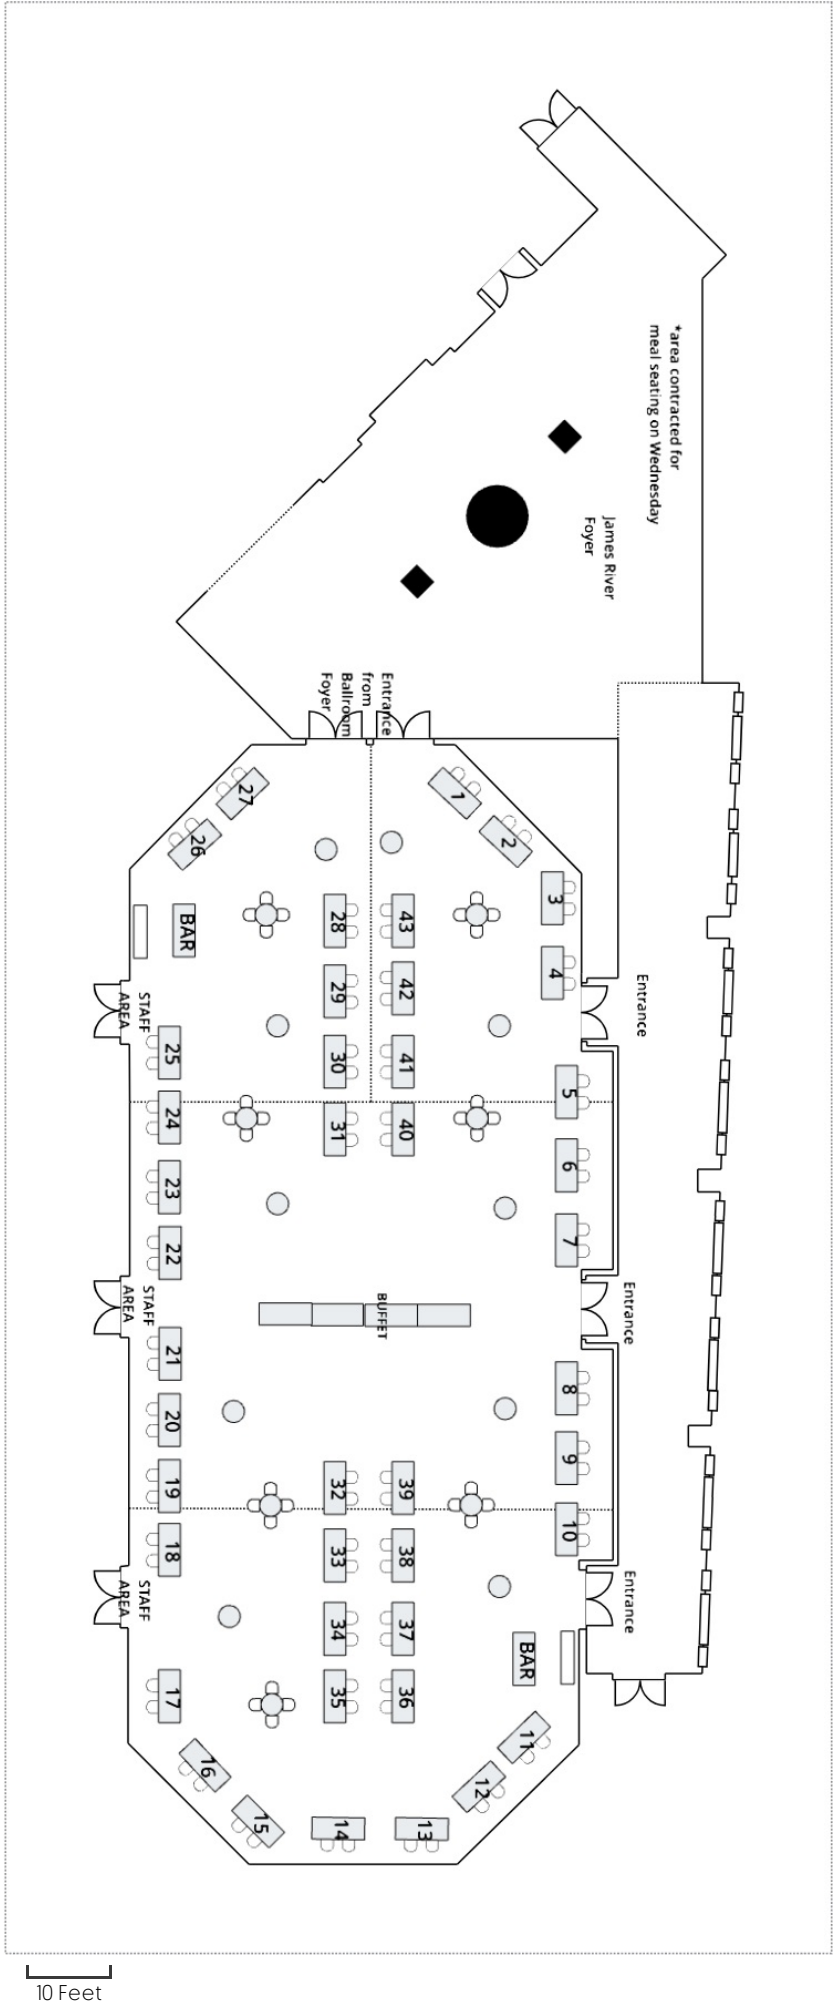 *area contracted for
meal seating on Wednesday
James River
Foyer
Entrance
from
Ballroom
Foyer
27
26
1
2
3
4
BAR
28
43
29
42
30
41
31
40
STAFF
AREA
Entrance
25
24
23
22
5
6
7
BUFFET
STAFF
AREA
Entrance
21
20
19
18
8
9
10
32
39
33
38
34
37
35
36
STAFF
AREA
Entrance
BAR
17
16
15
14
13
12
11
10 Feet